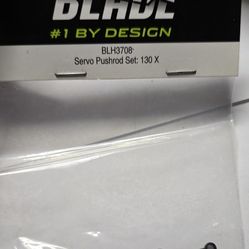 BLADE
#1 BY DESIGN
BLH3708
Servo Pushrod Set: 130 X